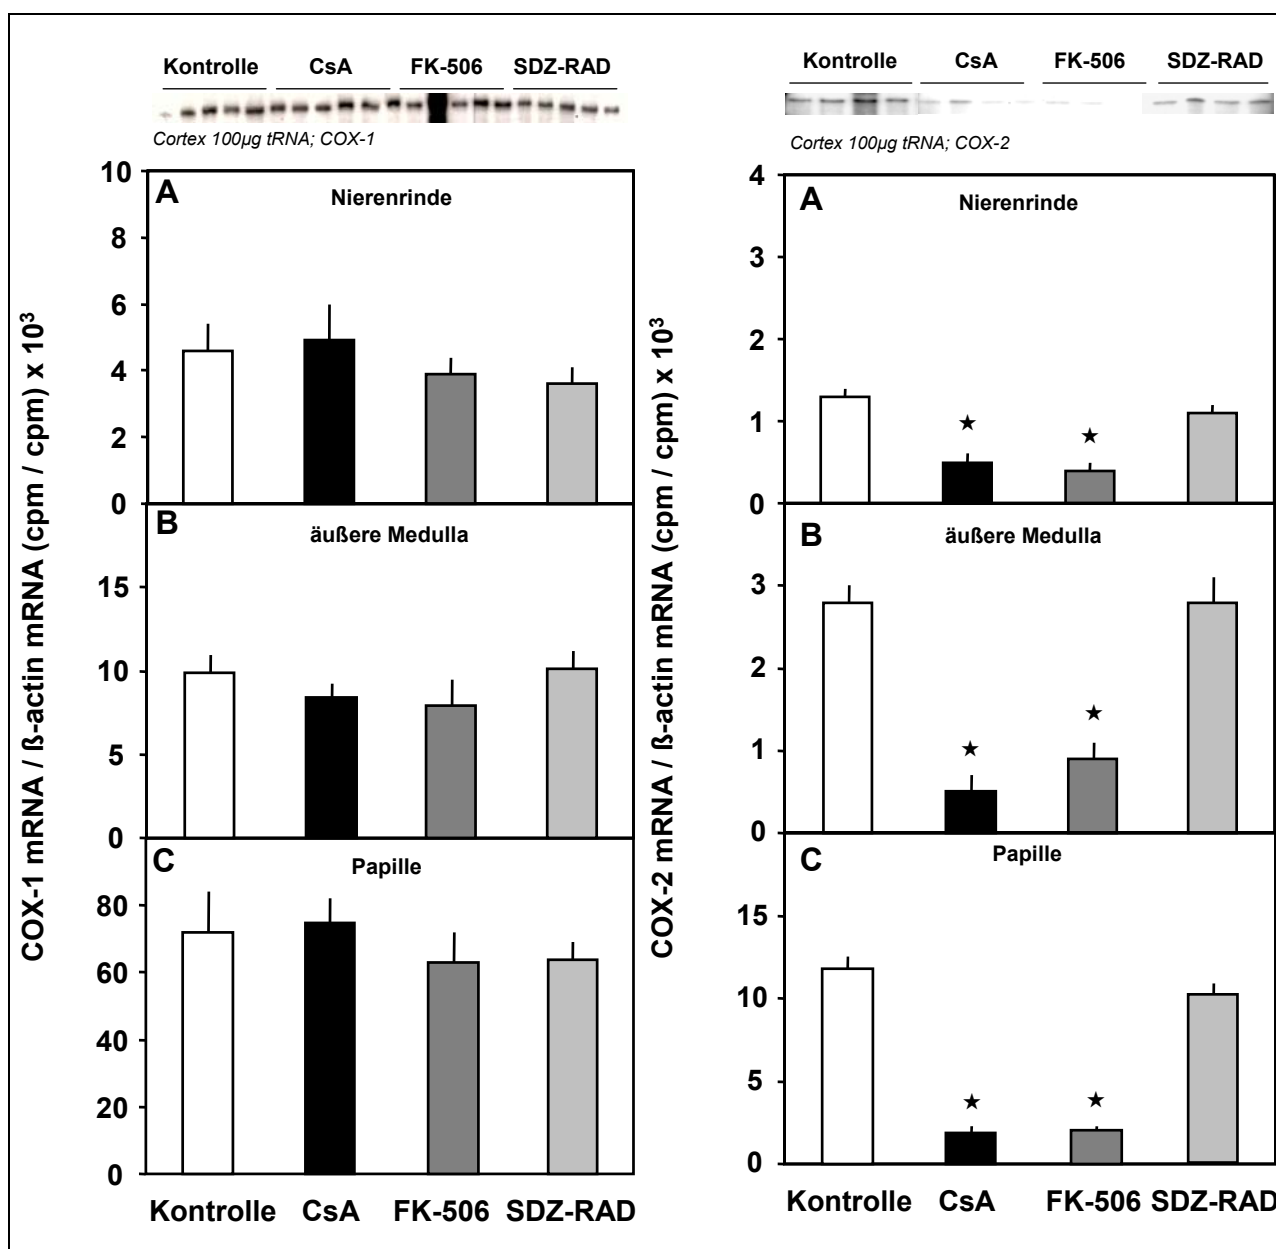 Kontrolle CsA FK-506 SDZ-RAD
Cortex 100µg tRNA; COX-1
COX-1 mRNA / ß-actin mRNA (cpm / cpm) x 10³
A
Nierenrinde
10
8
6
4
2
0
B
äußere Medulla
15
10
5
0
C
Papille
80
60
40
20
0
Kontrolle CsA FK-506 SDZ-RAD
Kontrolle CsA FK-506 SDZ-RAD
Cortex 100µg tRNA; COX-2
COX-2 mRNA / ß-actin mRNA (cpm / cpm) x 10³
A
Nierenrinde
4
3
2
1
0
★ ★
B
äußere Medulla
3
2
1
0
★ ★
C
Papille
15
10
5
0
★ ★
Kontrolle CsA FK-506 SDZ-RAD